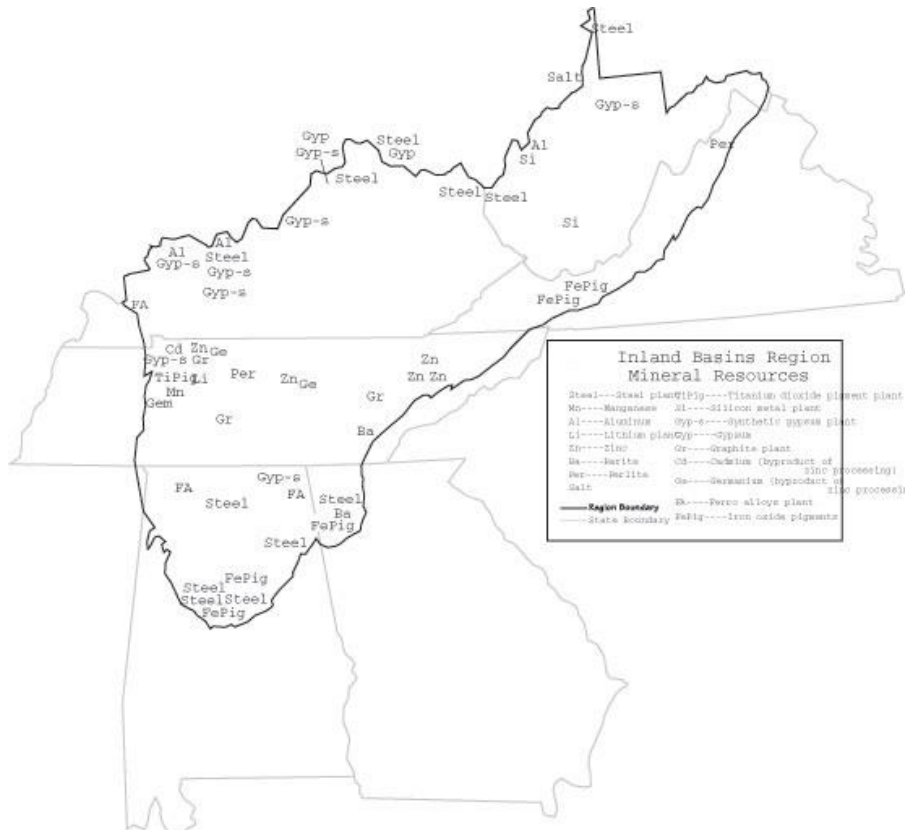 Steel
Salt
Gyp-s
Gyp
Gyp-s
Steel
Gyp
Al
Si
Per
Steel
Steel
Steel
Gyp-s
Si
Al
Al
Steel
Gyp-s
Gyp-s
Gyp-s
FePig
FePig
FA
Cd
Zn
Ge
Gyp-s
Gr
TiPig
Li
Per
Zn
Ge
Zn
Zn
Zn
Mn
Gem
Gr
Gr
Ba
Gyp-s
FA
FA
Steel
Steel
Ba
FePig
Steel
FePig
Steel
Steel
Steel
FePig
Inland Basins Region
Mineral Resources
Steel---Steel plant
Mn----Manganese
Al----Aluminum
Li----Lithium plant
Zn----Zinc
Ba----Barite
Per----Perlite
Salt
Region Boundary
State Boundary
TiPig----Titanium dioxide pigment plant
Si----Silicon metal plant
Gyp-s----Synthetic gypsum plant
Gyp----Gypsum
Gr----Graphite plant
Cd----Cadmium (byproduct of
zinc processing)
Ge----Germanium (byproduct of
zinc processing
FA----Ferro alloys plant
FePig----Iron oxide pigments